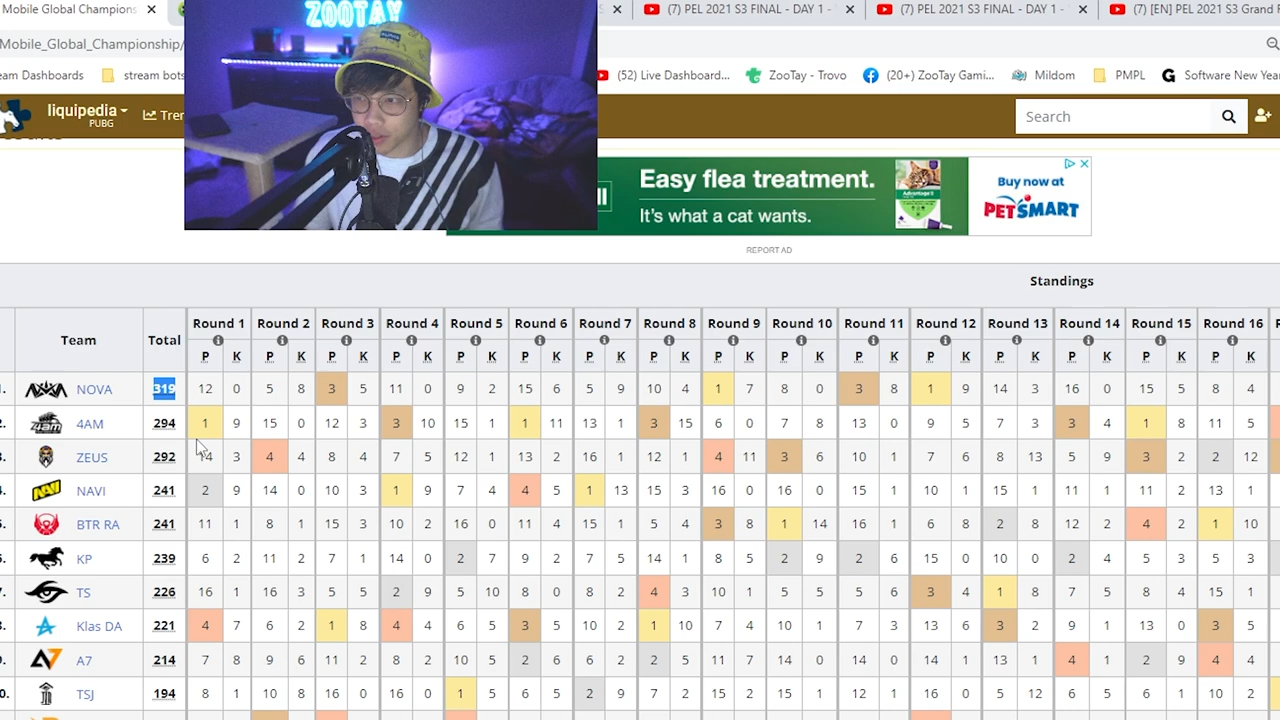 Mobile_Global_Champions
(7) PEL 2021 S3 FINAL - DAY 1 -
(7) PEL 2021 S3 FINAL - DAY 1 -
(7) [EN] PEL 2021 S3 Grand
Mobile_Global_Championship/
eam Dashboards
stream bots
(52) Live Dashboard...
ZooTay - Trovo
(20+) ZooTay Gami...
Mildom
PMPL
Software New Yea
ZOOTAY
liquipedia
PUBG
Tre
Search
Easy flea treatment.
It's what a cat wants.
Buy now at
PETSMART
REPORT AD
Standings
Team Total Round 1 Round 2 Round 3 Round 4 Round 5 Round 6 Round 7 Round 8 Round 9 Round 10 Round 11 Round 12 Round 13 Round 14 Round 15 Round 16
P K P K P K P K P K P K P K P K P K P K P K P K P K P K P K P K
1. NOVA 319 12 0 5 8 3 5 11 0 9 2 15 6 5 9 10 4 1 7 8 0 3 8 1 9 14 3 16 0 15 5 8 4
2. 4AM 294 1 9 15 0 12 3 3 10 15 1 1 11 13 1 3 15 6 0 7 8 13 0 9 5 7 3 3 4 1 8 11 5
3. ZEUS 292 14 3 4 4 8 4 7 5 12 1 13 2 16 1 12 1 4 11 3 6 10 1 7 6 8 13 5 9 3 2 2 12
4. NAVI 241 2 9 14 0 10 3 1 9 7 4 4 5 1 13 15 3 16 0 16 0 15 1 10 1 15 1 11 1 11 2 13 1
5. BTR RA 241 11 1 8 1 15 3 10 2 16 0 11 4 15 1 5 4 3 9 1 14 16 1 6 8 2 8 12 2 4 2 1 10
KP 239 6 2 11 2 7 1 14 0 2 7 9 2 7 5 14 1 8 5 2 9 2 6 15 0 10 0 2 4 5 3 5 3
7. TS 226 16 1 16 3 5 5 2 9 5 10 8 0 8 2 4 3 10 1 5 5 5 6 3 4 1 8 7 5 8 4 15 1
Klas DA 221 4 7 6 2 1 8 4 4 6 5 3 5 10 2 1 10 7 4 10 1 7 3 13 6 3 2 9 1 13 0 3 5
A7 214 7 8 9 6 11 2 8 2 10 5 2 6 6 2 2 5 11 7 14 0 14 0 14 1 13 1 4 1 2 9 4 4
0. TSJ 194 8 1 10 8 16 0 16 0 1 5 6 5 2 9 7 2 15 2 15 1 12 1 16 0 5 12 6 5 6 1 10 2